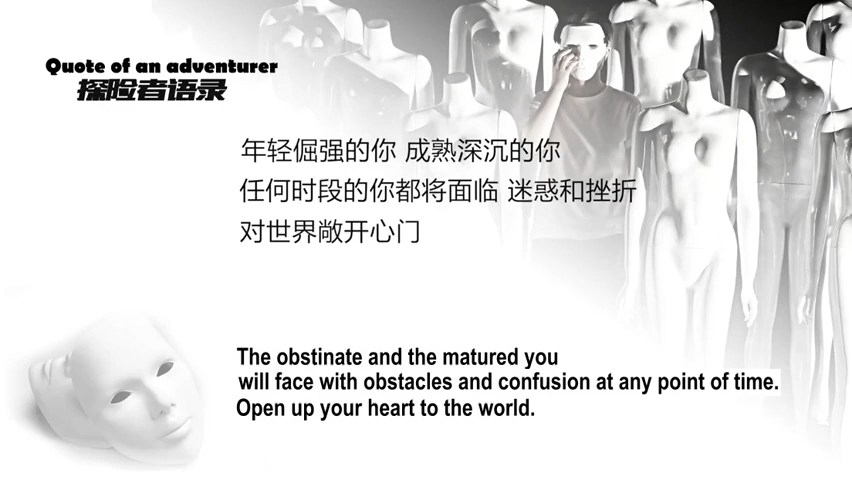 Quote of an adventurer
探险者语录
年轻倔强的你 成熟深沉的你
任何时段的你都将面临 迷惑和挫折
对世界敞开心门
The obstinate and the matured you
will face with obstacles and confusion at any point of time.
Open up your heart to the world.